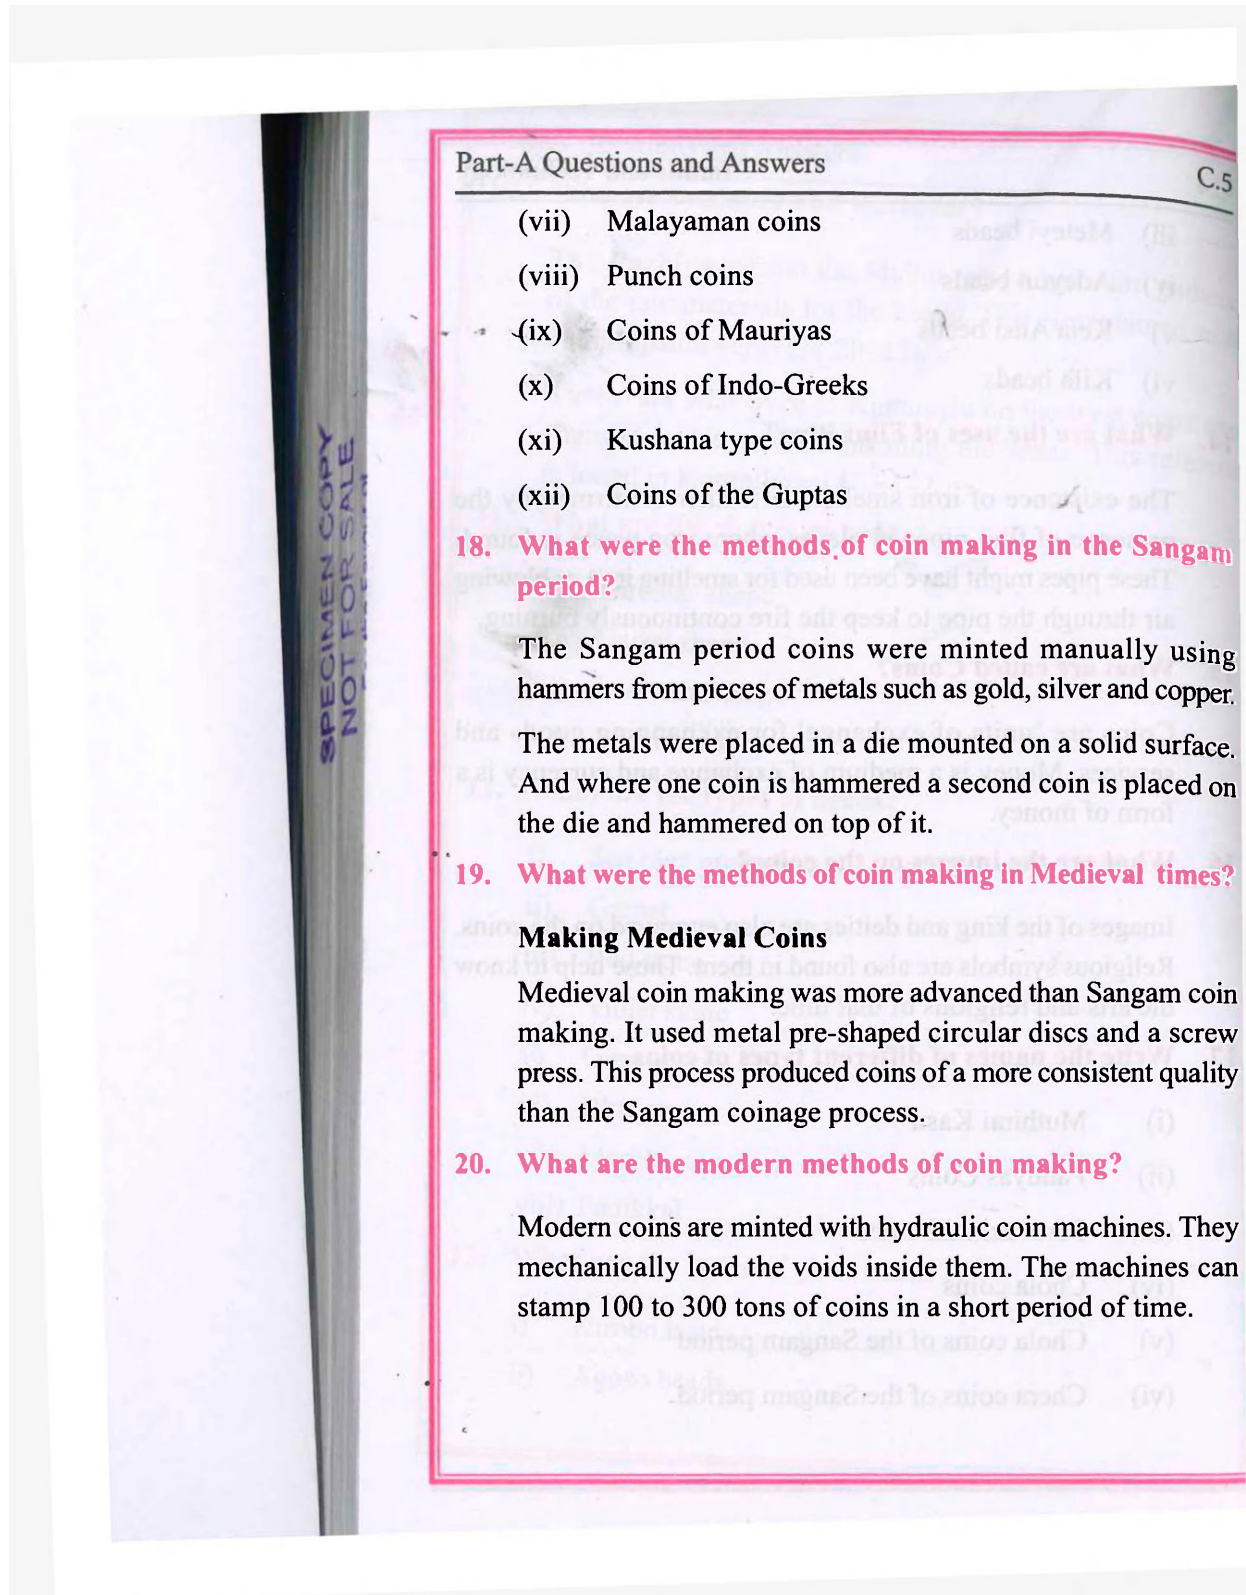 Part-A Questions and Answers C.5
(vii) Malayaman coins
(viii) Punch coins
(ix) Coins of Mauriyas
(x) Coins of Indo-Greeks
(xi) Kushana type coins
(xii) Coins of the Guptas
18. What were the methods of coin making in the Sangam
period?
The Sangam period coins were minted manually using
hammers from pieces of metals such as gold, silver and copper.
The metals were placed in a die mounted on a solid surface.
And where one coin is hammered a second coin is placed on
the die and hammered on top of it.
19. What were the methods of coin making in Medieval times?
Making Medieval Coins
Medieval coin making was more advanced than Sangam coin
making. It used metal pre-shaped circular discs and a screw
press. This process produced coins of a more consistent quality
than the Sangam coinage process.
20. What are the modern methods of coin making?
Modern coins are minted with hydraulic coin machines. They
mechanically load the voids inside them. The machines can
stamp 100 to 300 tons of coins in a short period of time.
SPECIMEN COPY
NOT FOR SALE